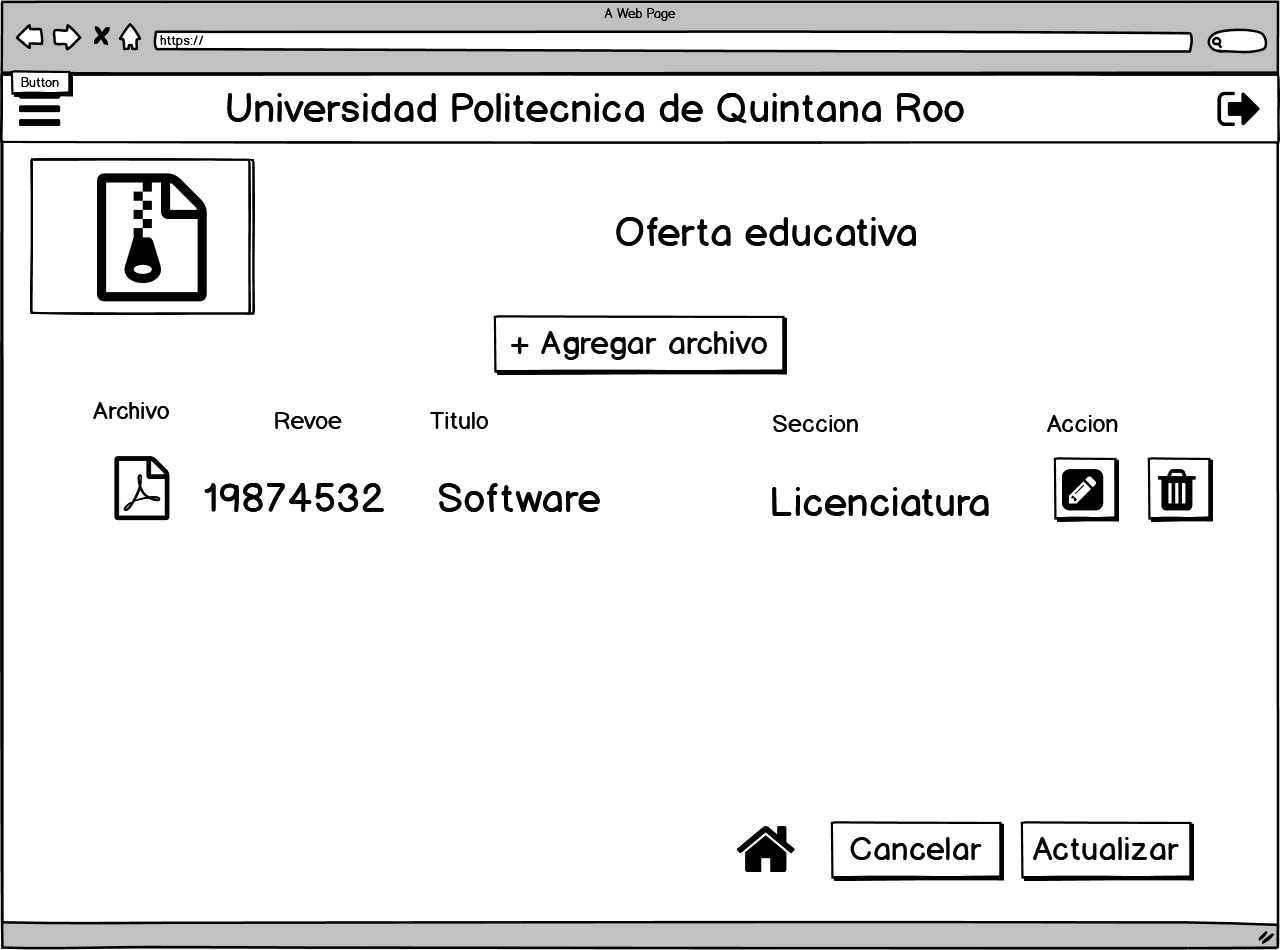 A Web Page
https://
Button
Universidad Politecnica de Quintana Roo
Oferta educativa
+ Agregar archivo
Archivo Revoe Titulo Seccion Accion
19874532 Software Licenciatura
Cancelar Actualizar